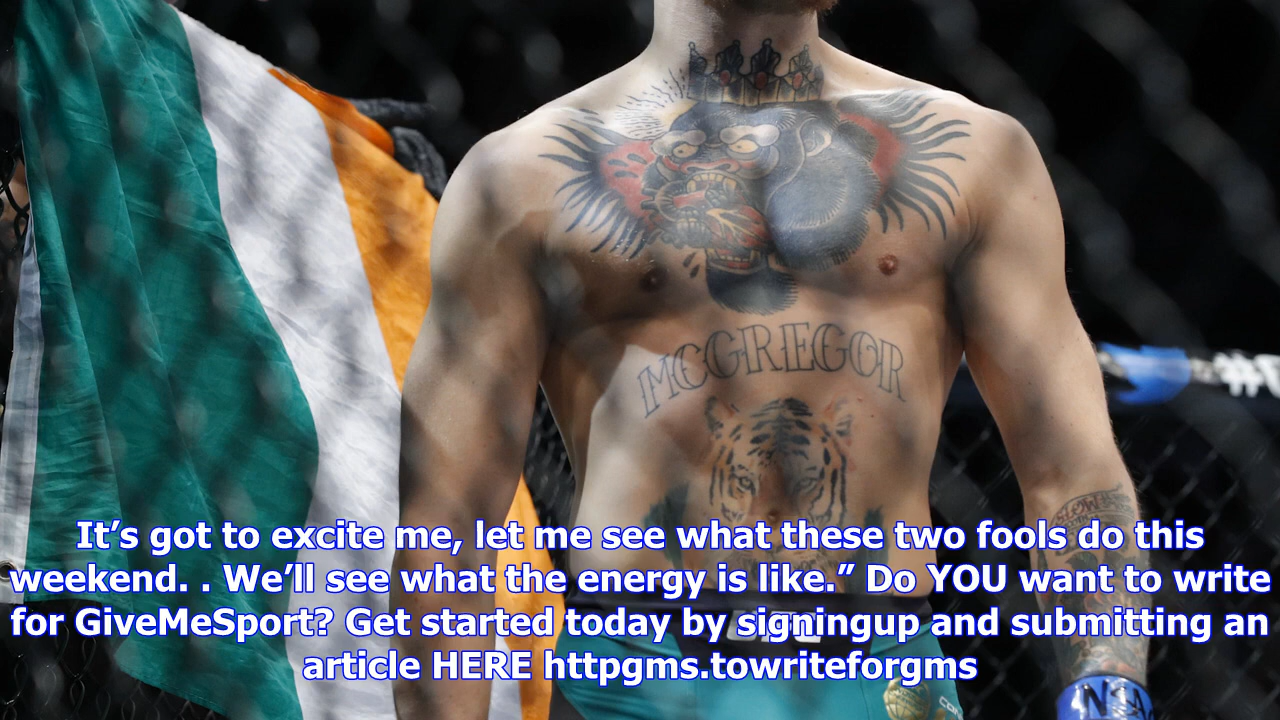 MCGREGOR
It’s got to excite me, let me see what these two fools do this
weekend. . We’ll see what the energy is like.” Do YOU want to write
for GiveMeSport? Get started today by signingup and submitting an
article HERE httpgms.towriteforgms